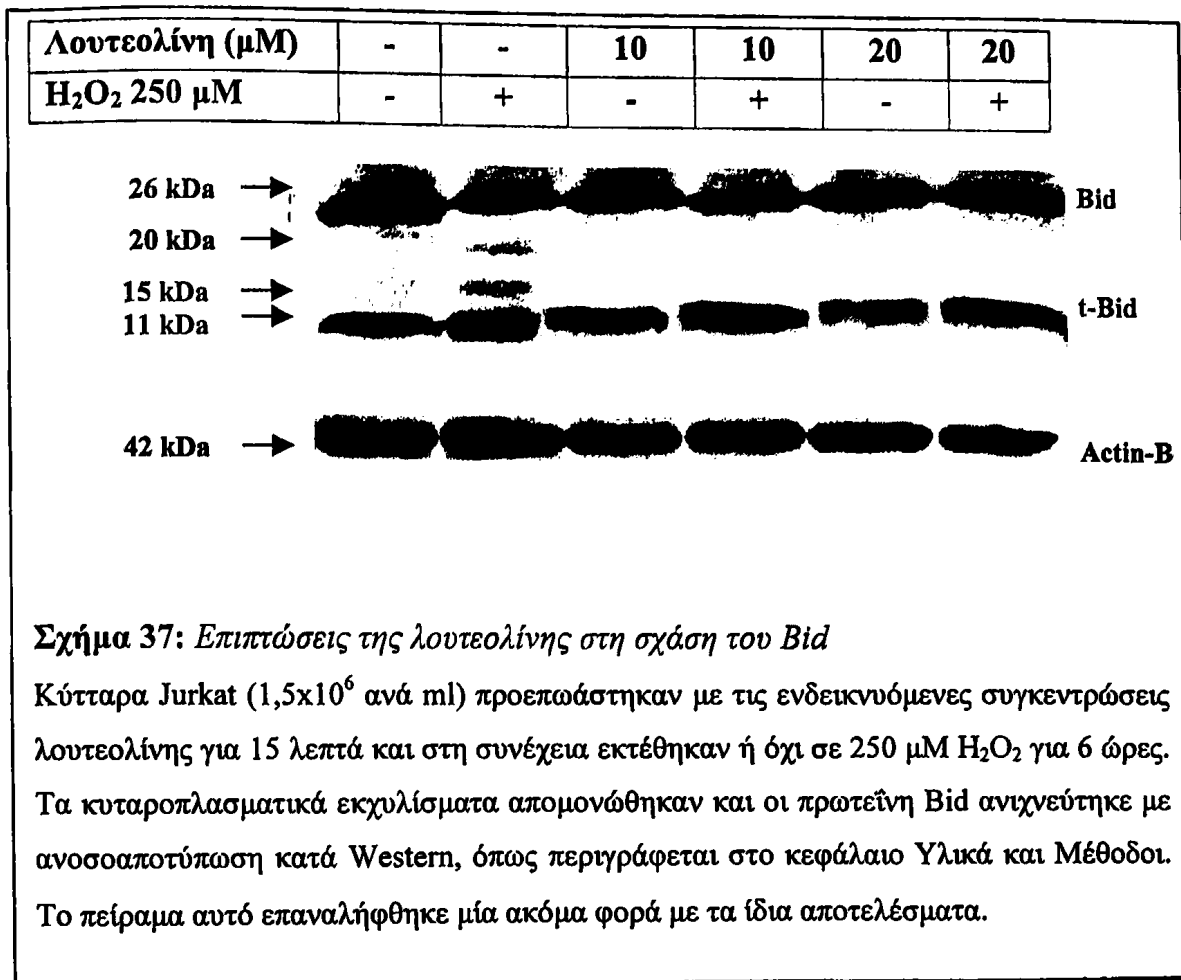 Λουτεολίνη (μM) - - 10 10 20 20
H₂O₂ 250 μM - + - + - +
26 kDa Bid
20 kDa
15 kDa
11 kDa t-Bid
42 kDa Actin-B
Σχήμα 37: Επιπτώσεις της λουτεολίνης στη σχάση του Bid
Κύτταρα Jurkat (1,5x10⁶ ανά ml) προεπωάστηκαν με τις ενδεικνυόμενες συγκεντρώσεις
λουτεολίνης για 15 λεπτά και στη συνέχεια εκτέθηκαν ή όχι σε 250 μM H₂O₂ για 6 ώρες.
Τα κυταροπλασματικά εκχυλίσματα απομονώθηκαν και οι πρωτεΐνη Bid ανιχνεύτηκε με
ανοσοαποτύπωση κατά Western, όπως περιγράφεται στο κεφάλαιο Υλικά και Μέθοδοι.
Το πείραμα αυτό επαναλήφθηκε μία ακόμα φορά με τα ίδια αποτελέσματα.